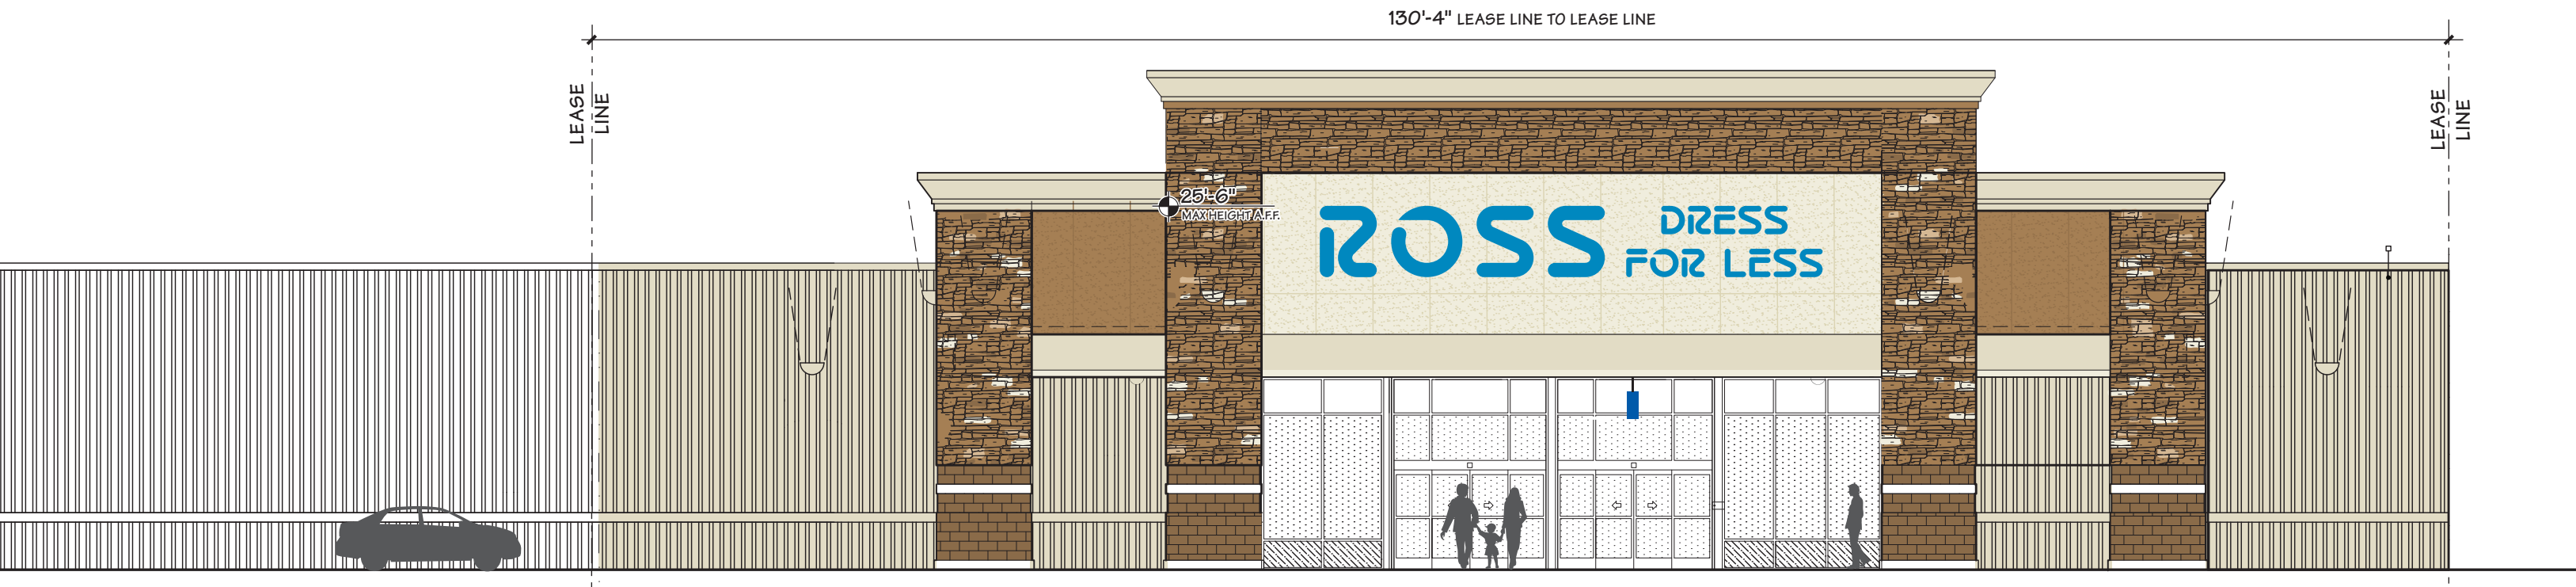 130'-4" LEASE LINE TO LEASE LINE
LEASE
LINE
LEASE
LINE
25'-6"
MAX HEIGHT A.F.F.
ROSS
DRESS
FOR LESS